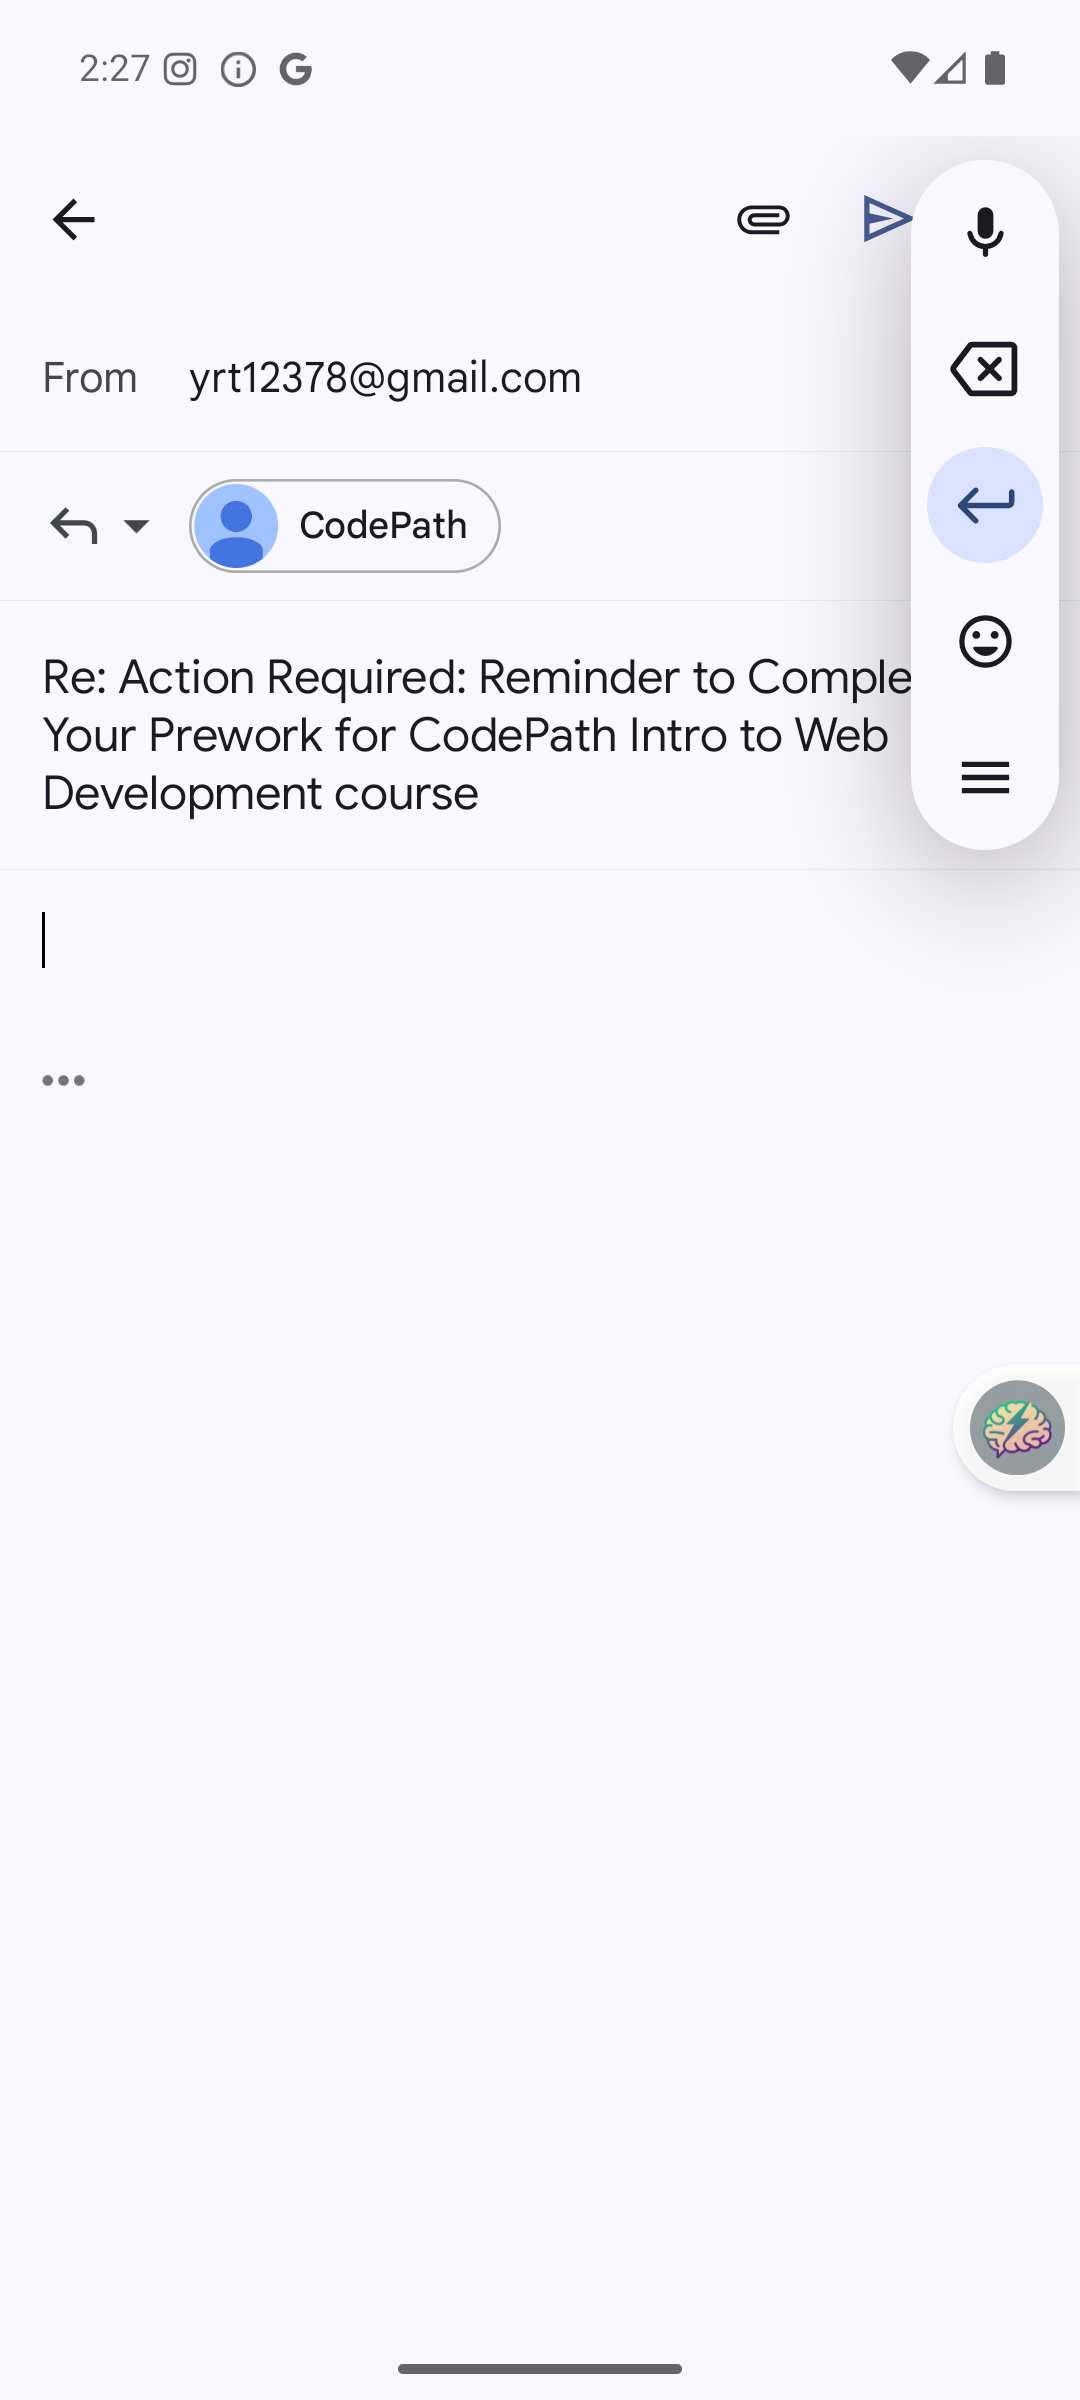 2:27
From yrt12378@gmail.com
CodePath
Re: Action Required: Reminder to Comple
Your Prework for CodePath Intro to Web
Development course